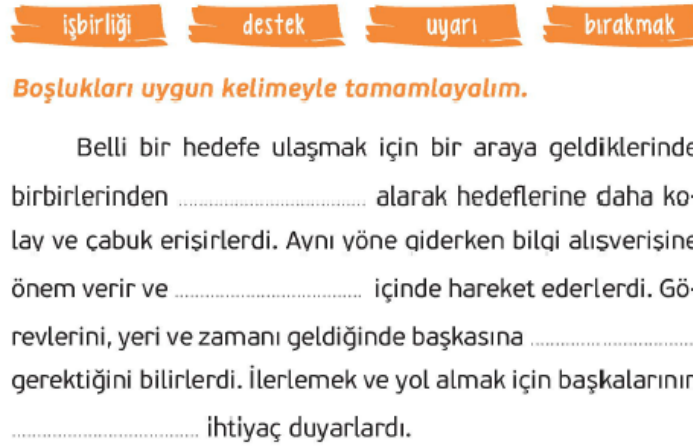 işbirliği destek uyarı bırakmak
Boşlukları uygun kelimeyle tamamlayalım.
Belli bir hedefe ulaşmak için bir araya geldiklerinde
birbirlerinden .................................... alarak hedeflerine daha ko-
lay ve çabuk erişirlerdi. Aynı yöne giderken bilgi alışverişine
önem verir ve .................................... içinde hareket ederlerdi. Gö-
revlerini, yeri ve zamanı geldiğinde başkasına ................................
gerektiğini bilirlerdi. İlerlemek ve yol almak için başkalarının
.................................... ihtiyaç duyarlardı.